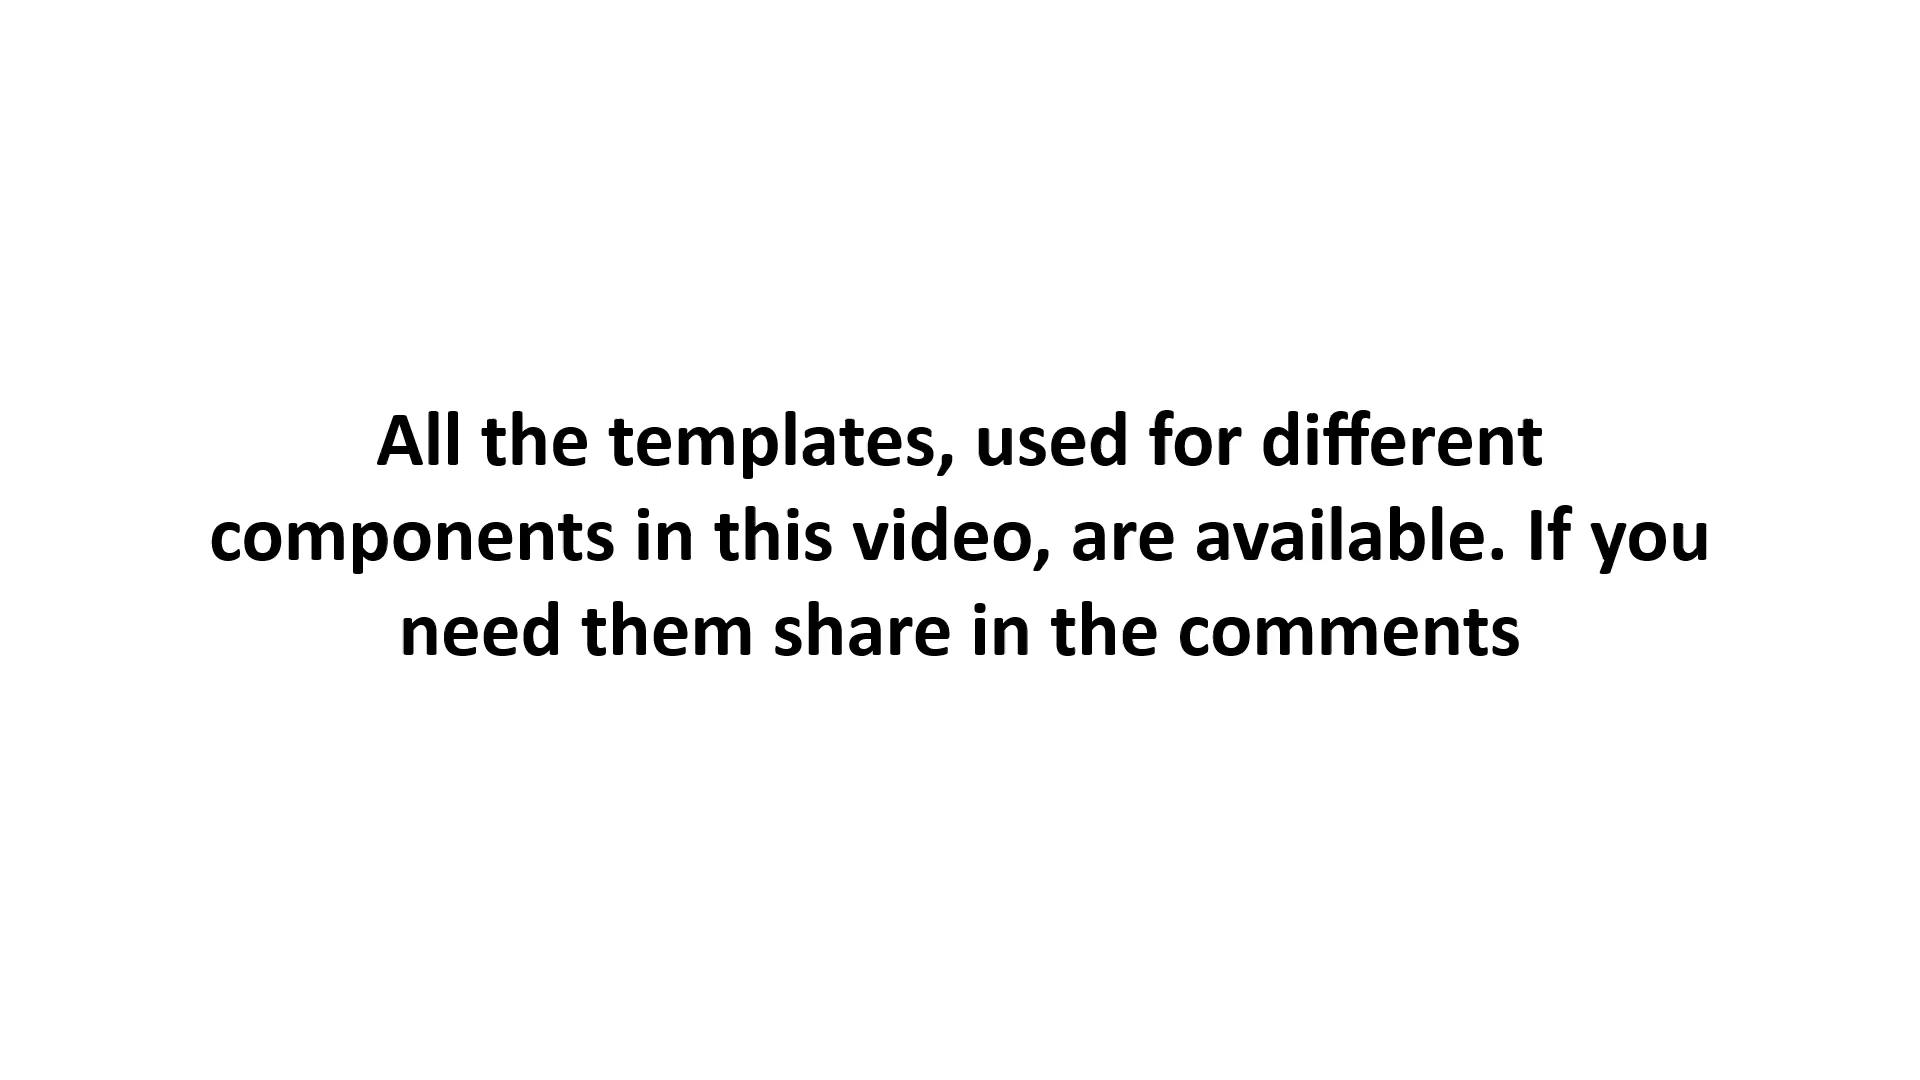 All the templates, used for different
components in this video, are available. If you
need them share in the comments